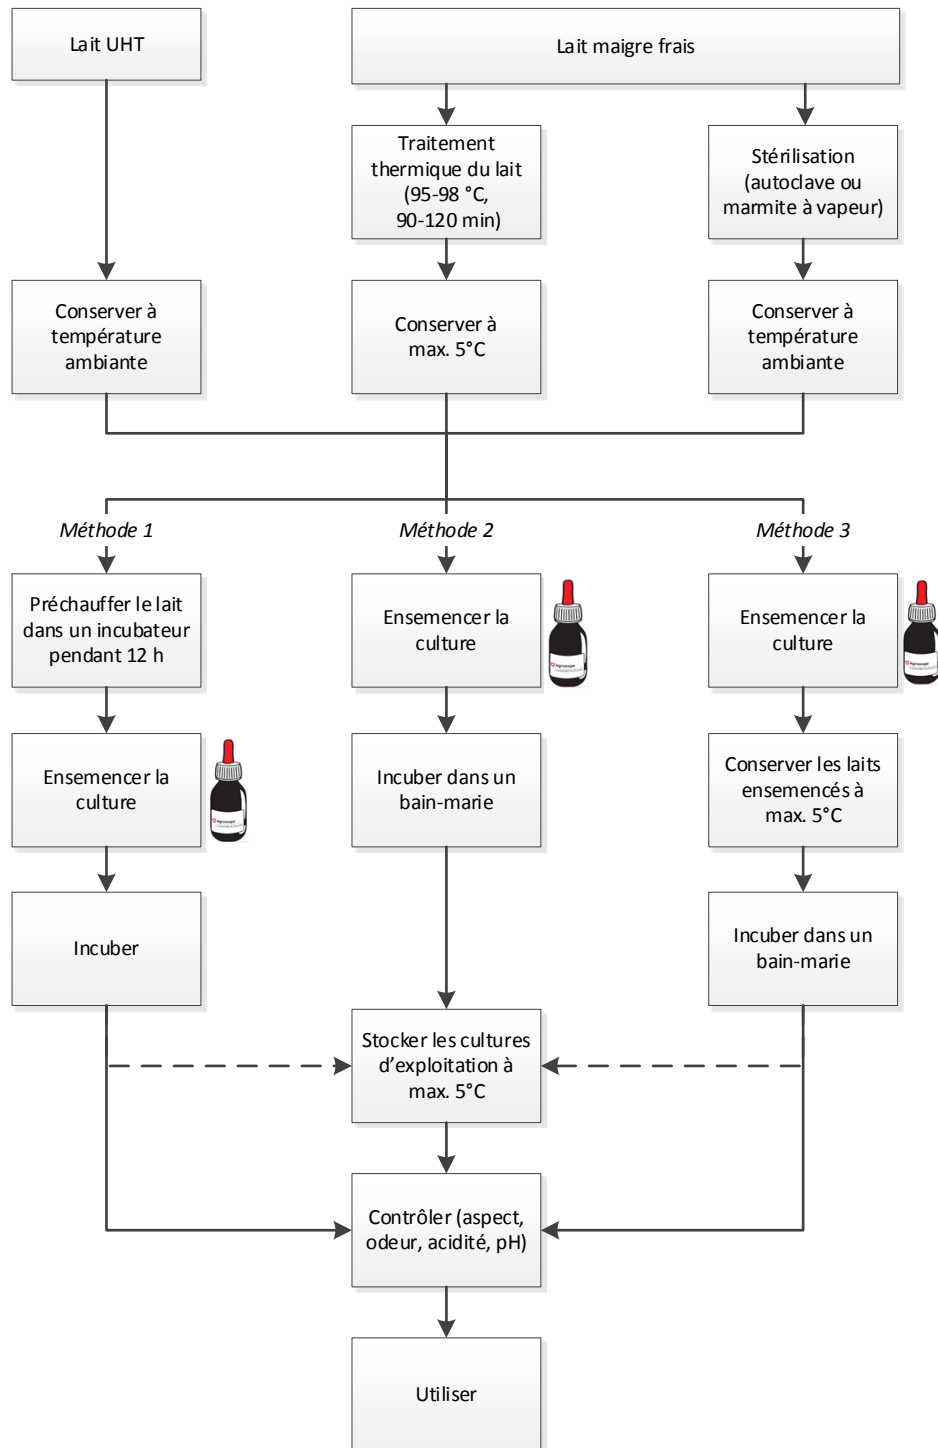 Lait UHT
Lait maigre frais
Traitement
thermique du lait
(95-98 °C,
90-120 min)
Stérilisation
(autoclave ou
marmite à vapeur)
Conserver à
température
ambiante
Conserver à
max. 5°C
Conserver à
température
ambiante
Méthode 1
Méthode 2
Méthode 3
Préchauffer le lait
dans un incubateur
pendant 12 h
Ensemencer la
culture
Agroscope
Ensemencer la
culture
Agroscope
Ensemencer la
culture
Agroscope
Incuber dans un
bain-marie
Conserver les laits
ensemencés à
max. 5°C
Incuber
Incuber dans un
bain-marie
Stocker les cultures
d'exploitation à
max. 5°C
Contrôler (aspect,
odeur, acidité, pH)
Utiliser